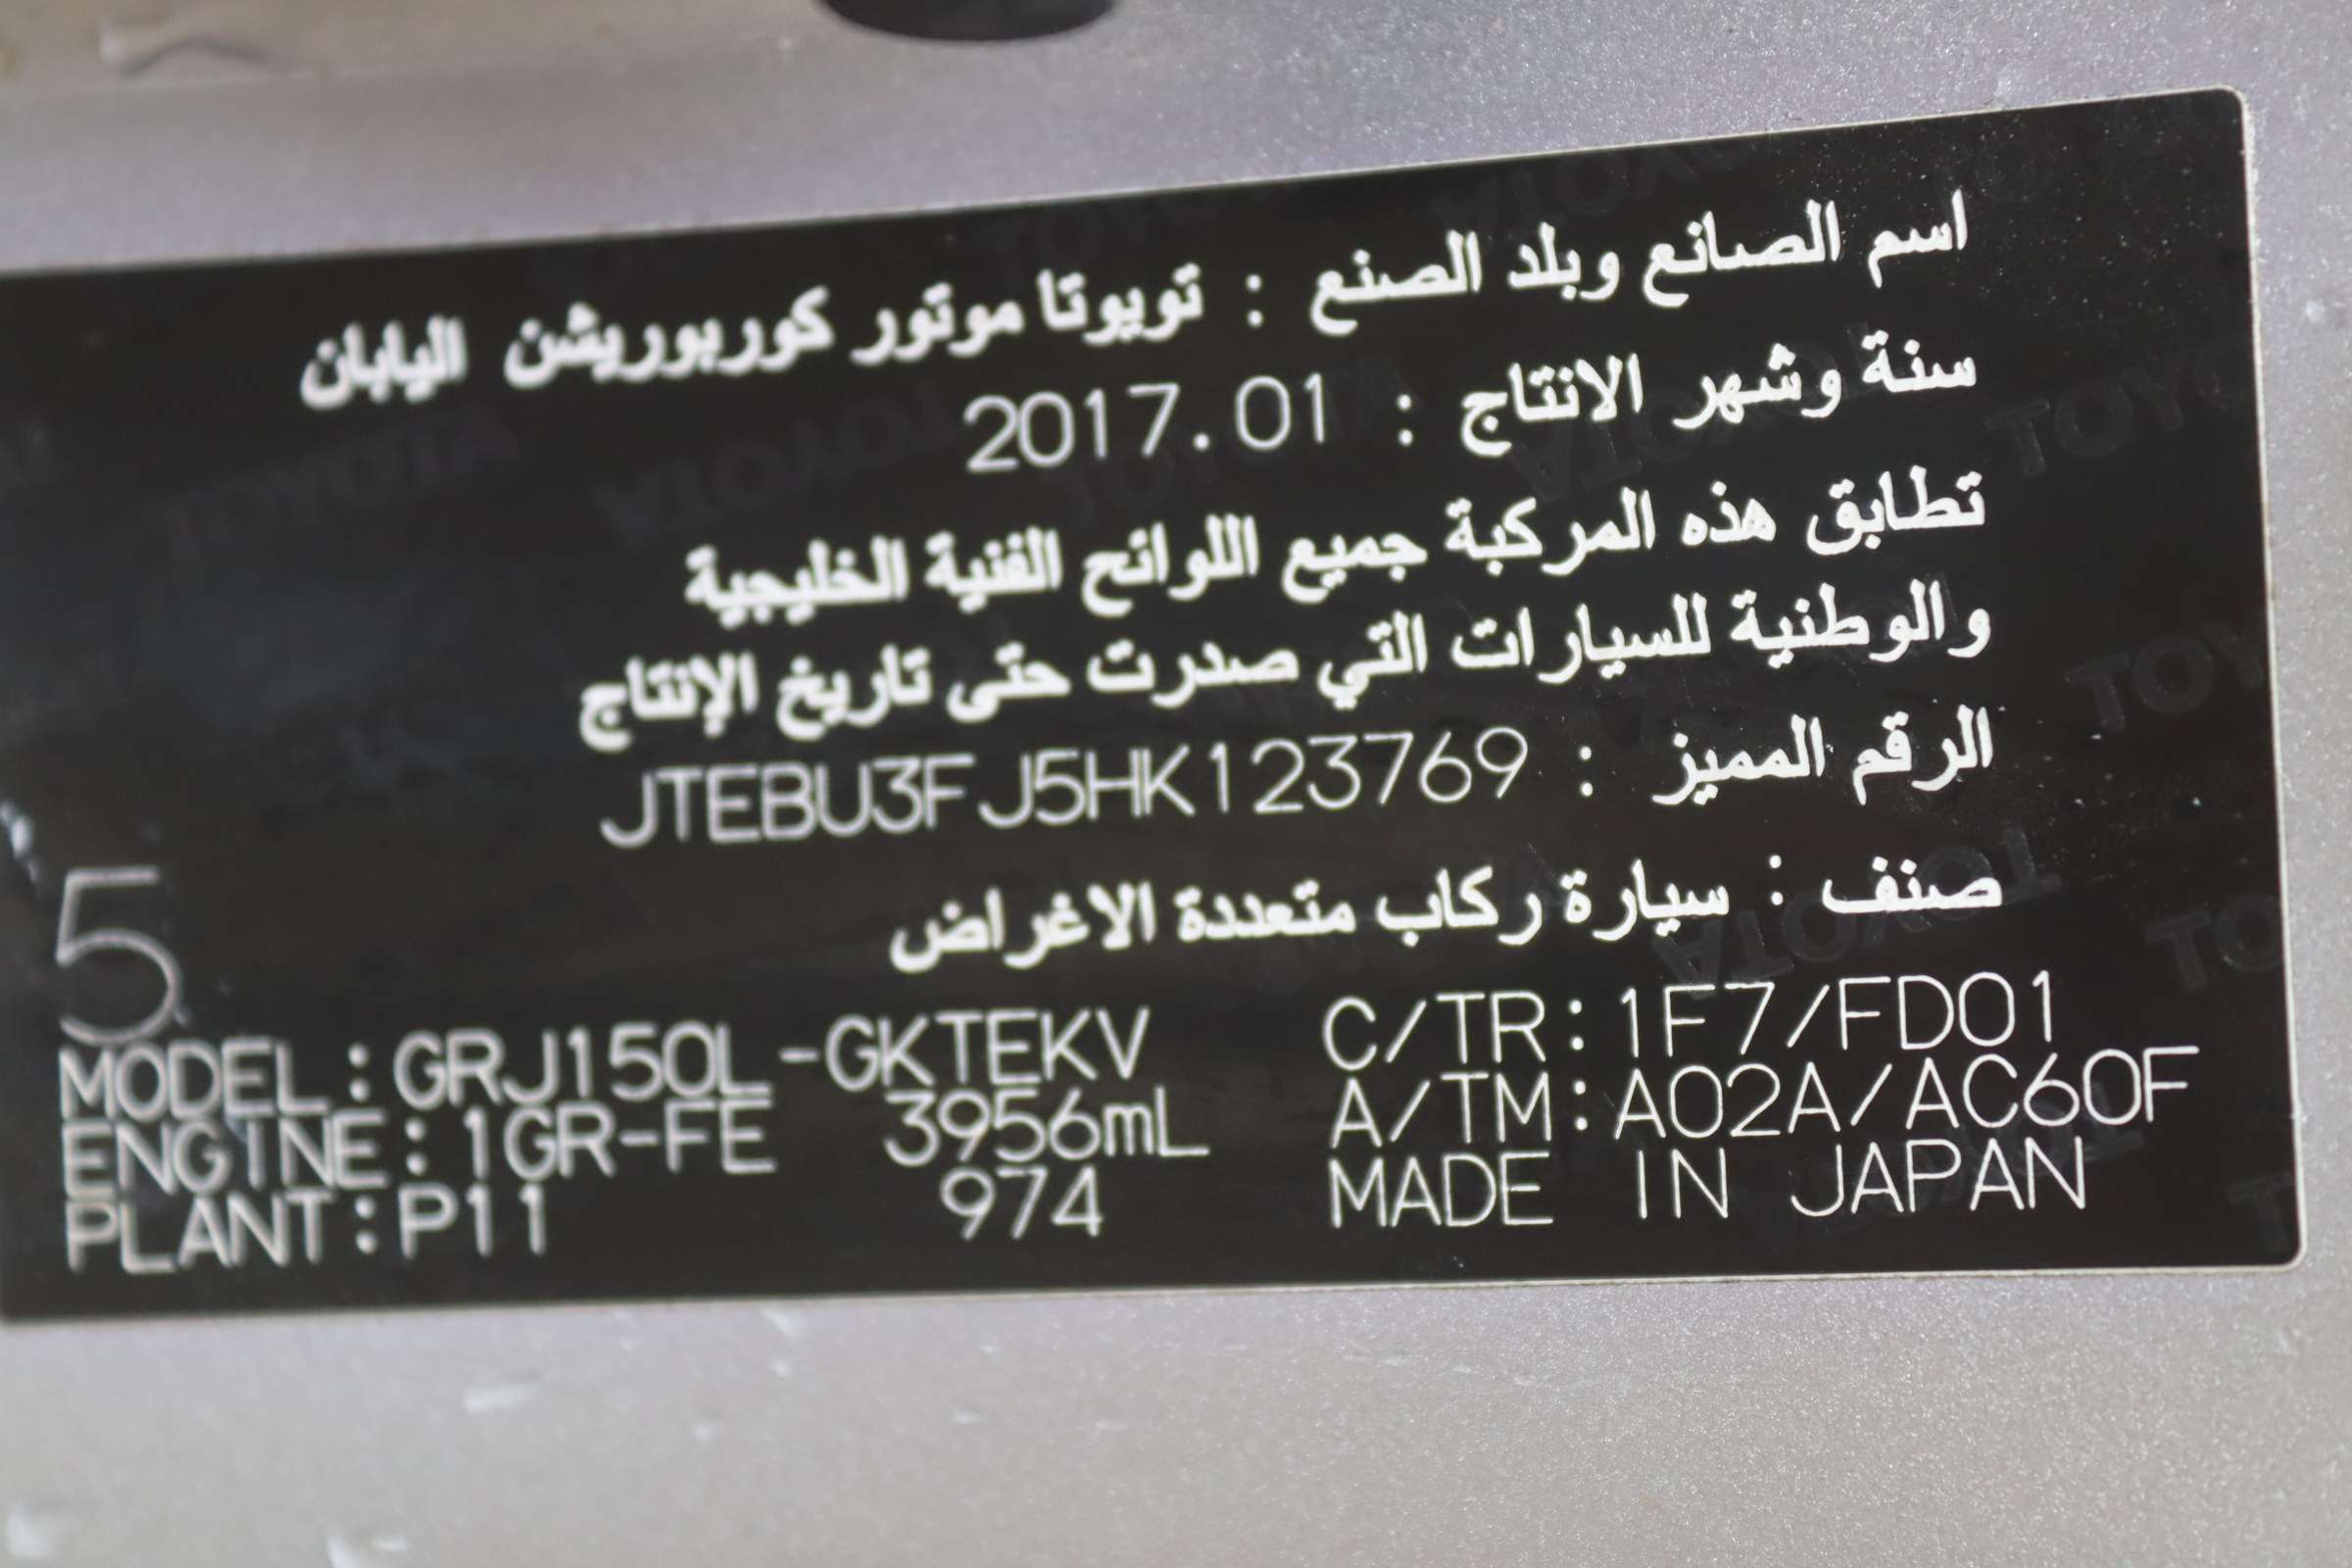 اسم الصانع وبلد الصنع : تويوتا موتور كوربوريشن اليابان
سنة وشهر الانتاج : 2017.01
تطابق هذه المركبة جميع اللوائح الفنية الخليجية
والوطنية للسيارات التي صدرت حتى تاريخ الإنتاج
الرقم المميز : JTEBU3FJ5HK123769
صنف : سيارة ركاب متعددة الاغراض
5
MODEL:GRJ150L-GKTEKV C/TR:1F7/FD01
ENGINE:1GR-FE 3956mL A/TM:A02A/AC60F
PLANT:P11 974 MADE IN JAPAN